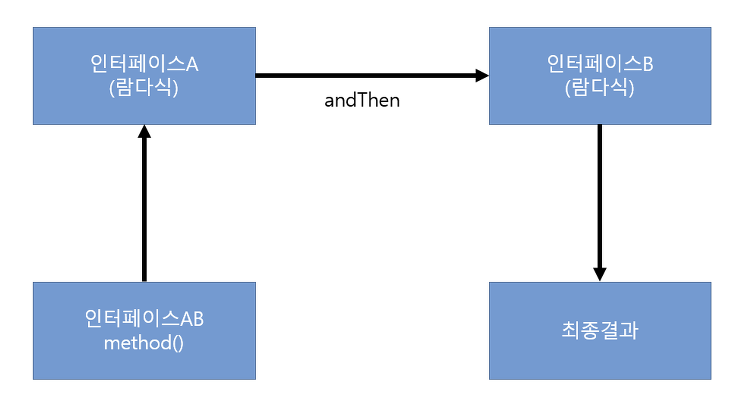 인터페이스A
(람다식)
andThen
인터페이스B
(람다식)
인터페이스AB
method()
최종결과